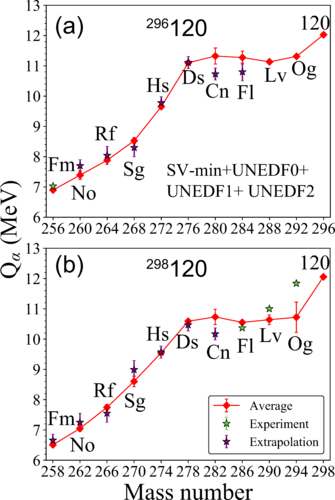 (a)
²⁹⁶120
13
12
11
10
9
8
7
6
Fm
No
Rf
Sg
Hs
Ds
Cn
Fl
Lv
Og
120
SV-min+UNEDF0+
UNEDF1+ UNEDF2
256 260 264 268 272 276 280 284 288 292 296
Qα (MeV)
(b)
²⁹⁸120
13
12
11
10
9
8
7
6
Fm
No
Rf
Sg
Hs
Ds
Cn
Fl
Lv
Og
120
Average
Experiment
Extrapolation
258 262 266 270 274 278 282 286 290 294 298
Mass number